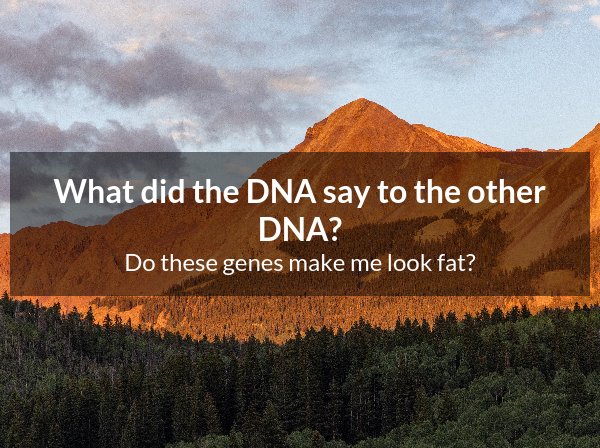 What did the DNA say to the other
DNA?
Do these genes make me look fat?